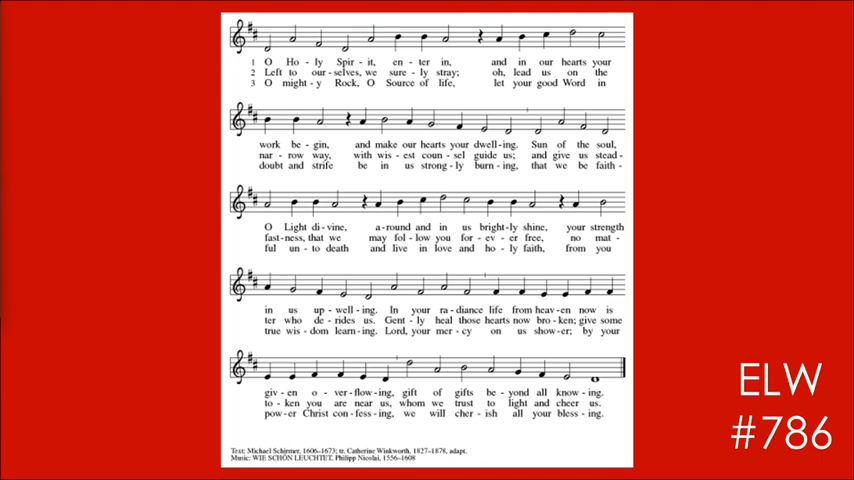 1 O Ho - ly Spir - it, en - ter in, and in our hearts your
2 Left to our - selves, we sure - ly stray; oh, lead us on the
3 O might - y Rock, O Source of life, let your good Word in
work be - gin, and make our hearts your dwell - ing. Sun of the soul,
nar - row way, with wis - est coun - sel guide us; and give us stead -
doubt and strife be in us strong - ly burn - ing, that we be faith -
O Light di - vine, a - round and in us bright - ly shine, your strength
fast - ness, that we may fol - low you for - ev - er free, no mat -
ful un - to death and live in love and ho - ly faith, from you
in us up - well - ing. In your ra - diance life from heav - en now is
ter who de - rides us. Gent - ly heal those hearts now bro - ken; give some
true wis - dom learn - ing. Lord, your mer - cy on us show - er; by your
giv - en o - ver - flow - ing, gift of gifts be - yond all know - ing.
to - ken you are near us, whom we trust to light and cheer us.
pow - er Christ con - fess - ing, we will cher - ish all your bless - ing.
Text: Michael Schirmer, 1606–1673; tr. Catherine Winkworth, 1827–1878, adapt.
Music: WIE SCHÖN LEUCHTET, Philipp Nicolai, 1556–1608
ELW
#786